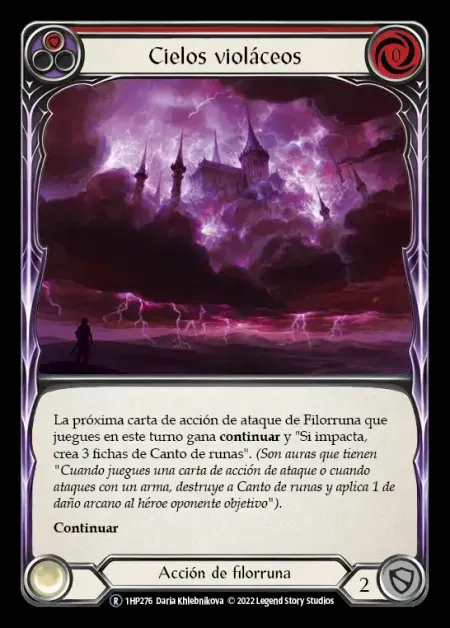 Cielos violáceos
0
La próxima carta de acción de ataque de Filorruna que
juegues en este turno gana continuar y "Si impacta,
crea 3 fichas de Canto de runas". (Son auras que tienen
"Cuando juegues una carta de acción de ataque o cuando
ataques con un arma, destruye a Canto de runas y aplica 1 de
daño arcano al héroe oponente objetivo").
Continuar
Acción de filorruna
2
R 1HP276 Daria Khlebnikova © 2022 Legend Story Studios